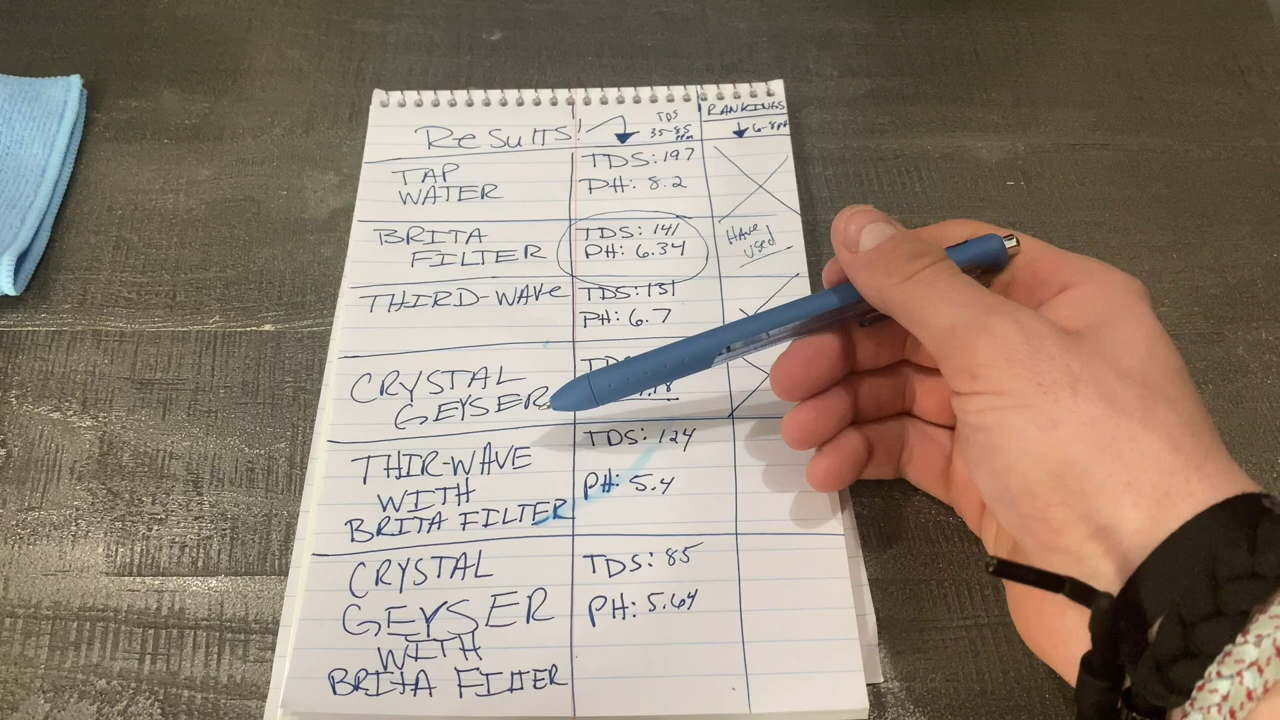 Results!
TDS
35-85
ppm
RANKINGS
6-8pH
TAP
WATER
TDS: 197
PH: 8.2
BRITA
FILTER
TDS: 141
PH: 6.34
HAVE
used
THIRD-WAVE
TDS: 131
PH: 6.7
CRYSTAL
GEYSER
THIR-WAVE
WITH
BRITA FILTER
TDS: 124
PH: 5.4
CRYSTAL
GEYSER
WITH
BRITA FILTER
TDS: 85
PH: 5.64